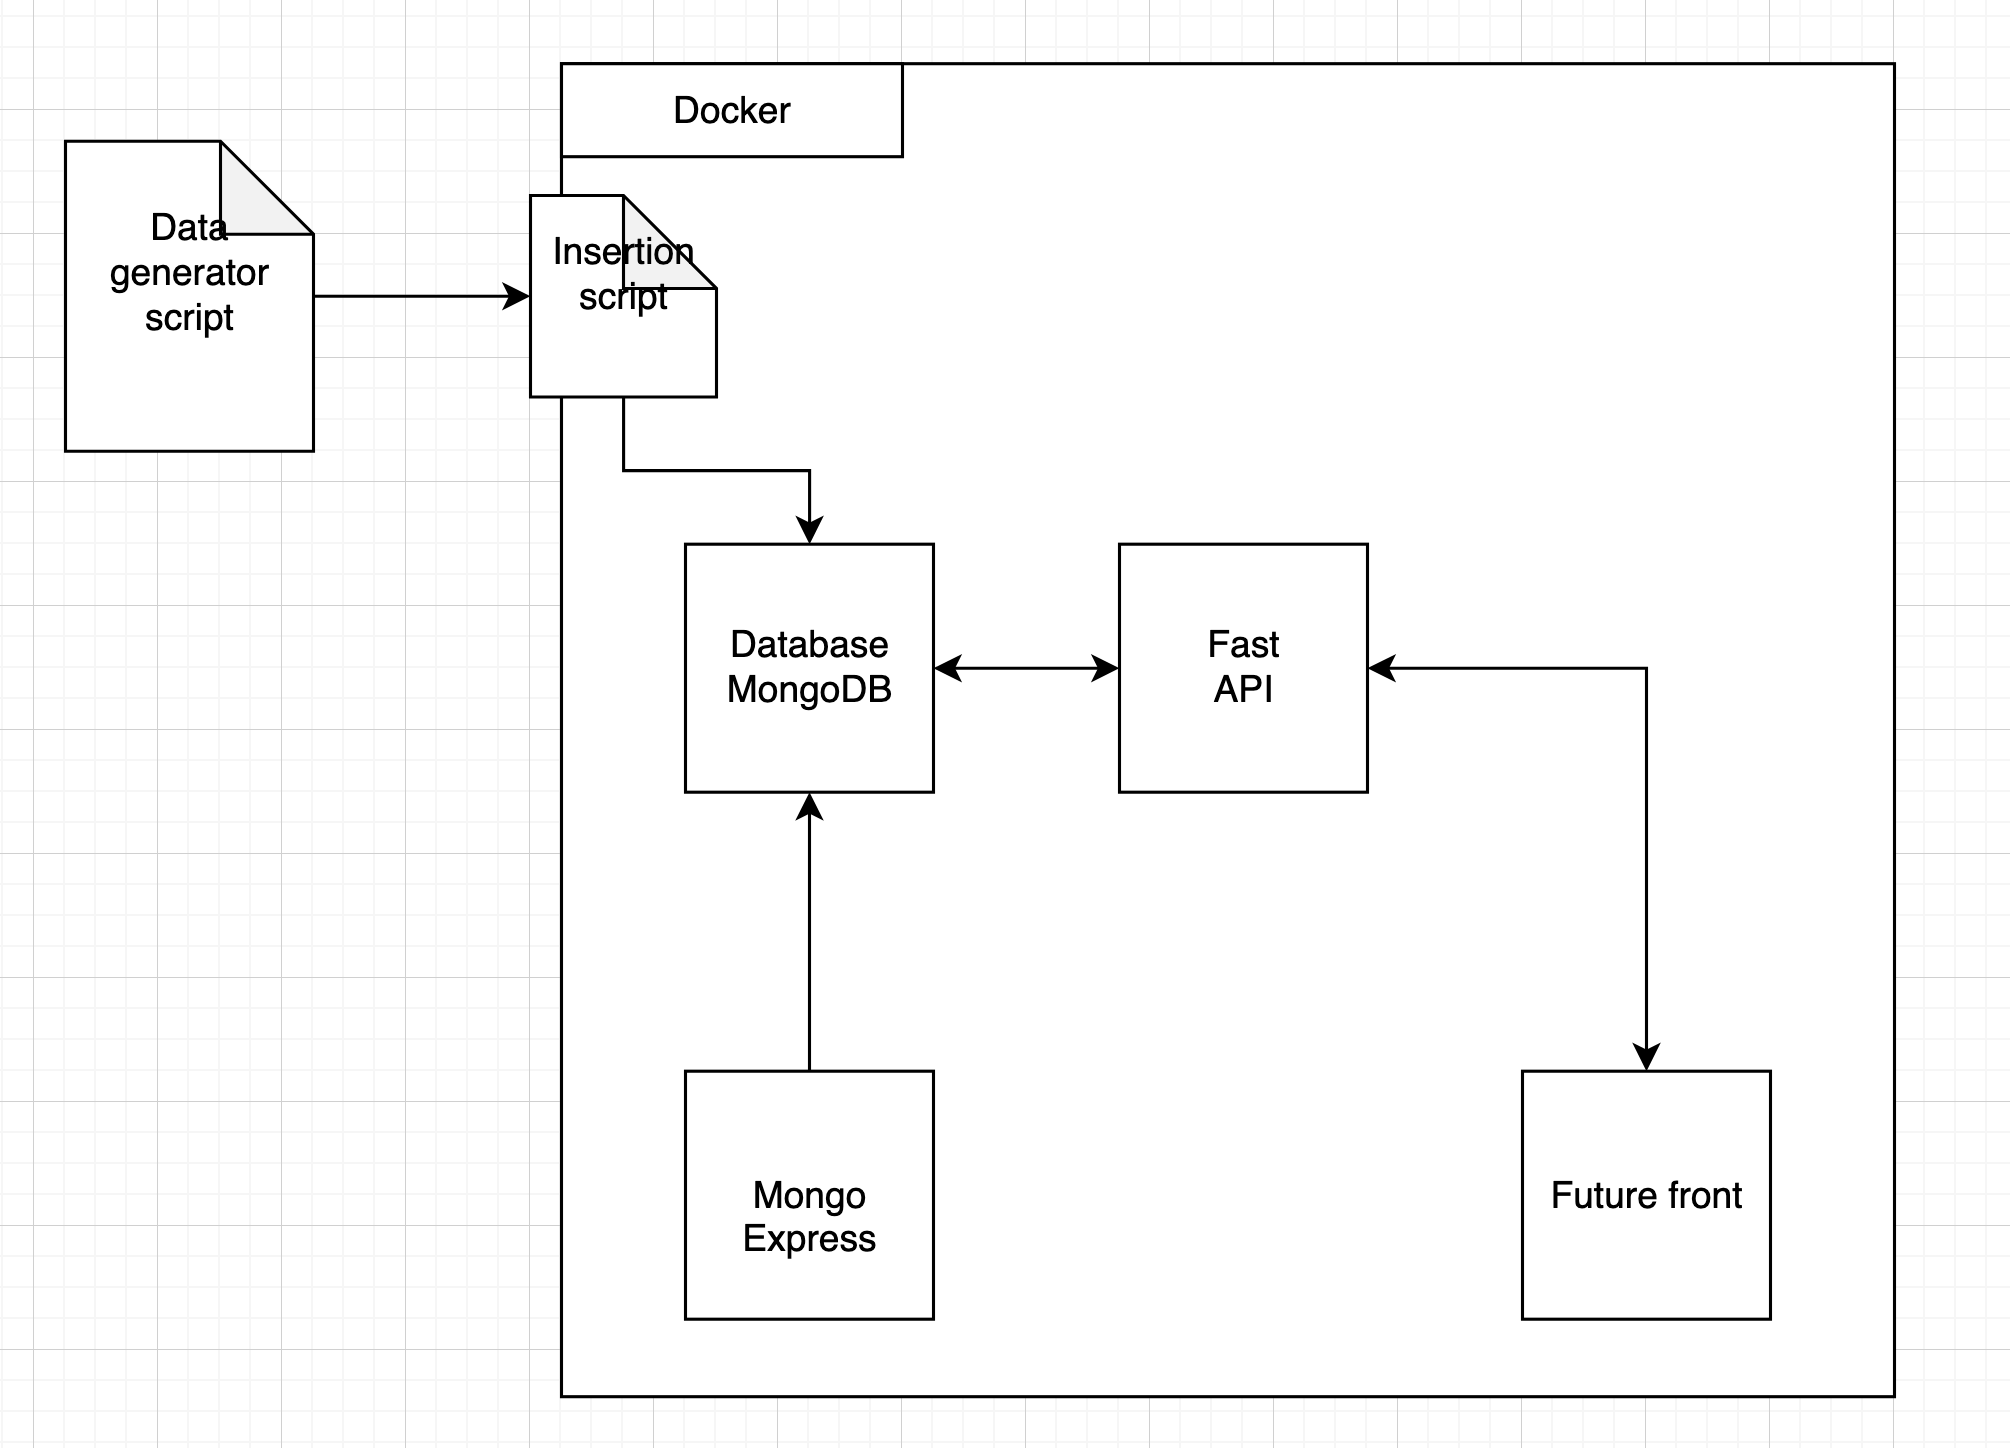 Docker
Data
generator
script
Insertion
script
Database
MongoDB
Fast
API
Mongo
Express
Future front